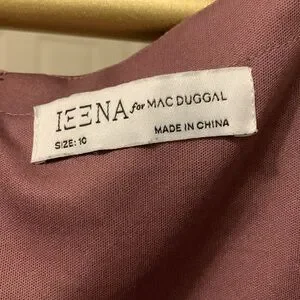 IEENA for MAC DUGGAL
SIZE: 10
MADE IN CHINA